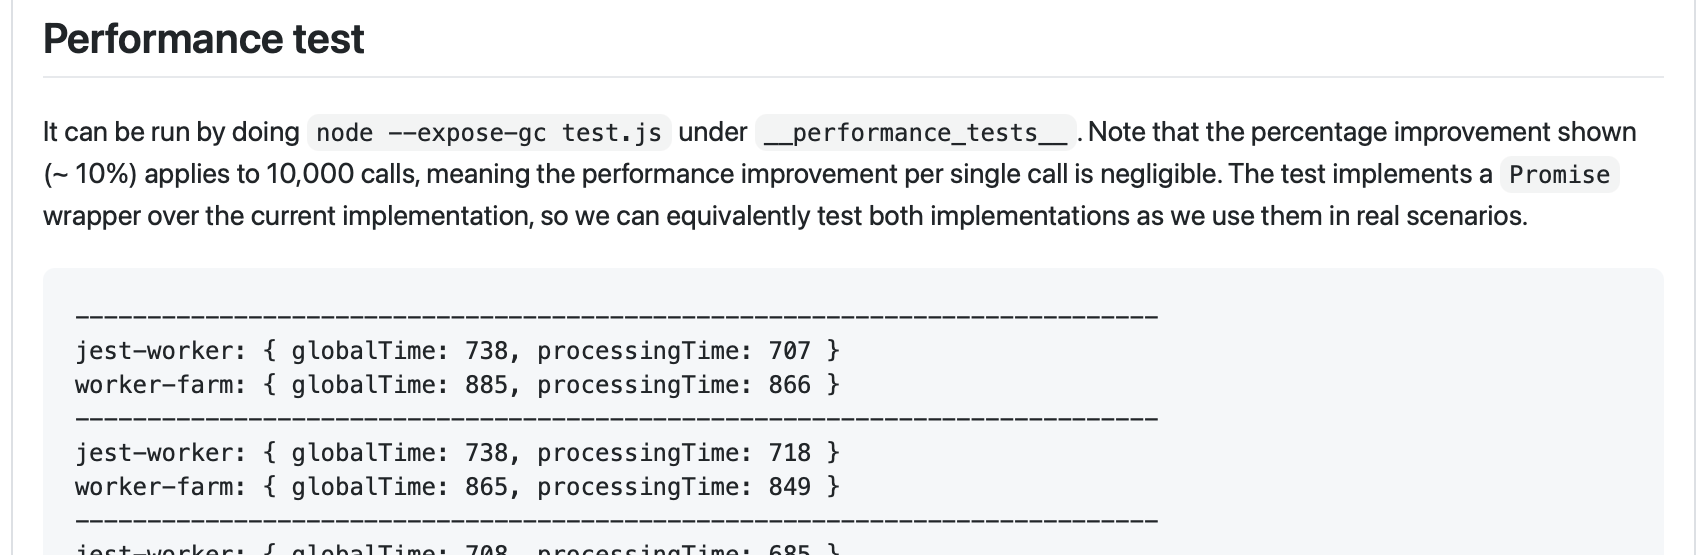 Performance test
It can be run by doing node --expose-gc test.js under __performance_tests__. Note that the percentage improvement shown
(~ 10%) applies to 10,000 calls, meaning the performance improvement per single call is negligible. The test implements a Promise
wrapper over the current implementation, so we can equivalently test both implementations as we use them in real scenarios.
---------------------------------------------------------------------------
jest-worker: { globalTime: 738, processingTime: 707 }
worker-farm: { globalTime: 885, processingTime: 866 }
---------------------------------------------------------------------------
jest-worker: { globalTime: 738, processingTime: 718 }
worker-farm: { globalTime: 865, processingTime: 849 }
---------------------------------------------------------------------------
jest-worker: { globalTime: 708, processingTime: 685 }